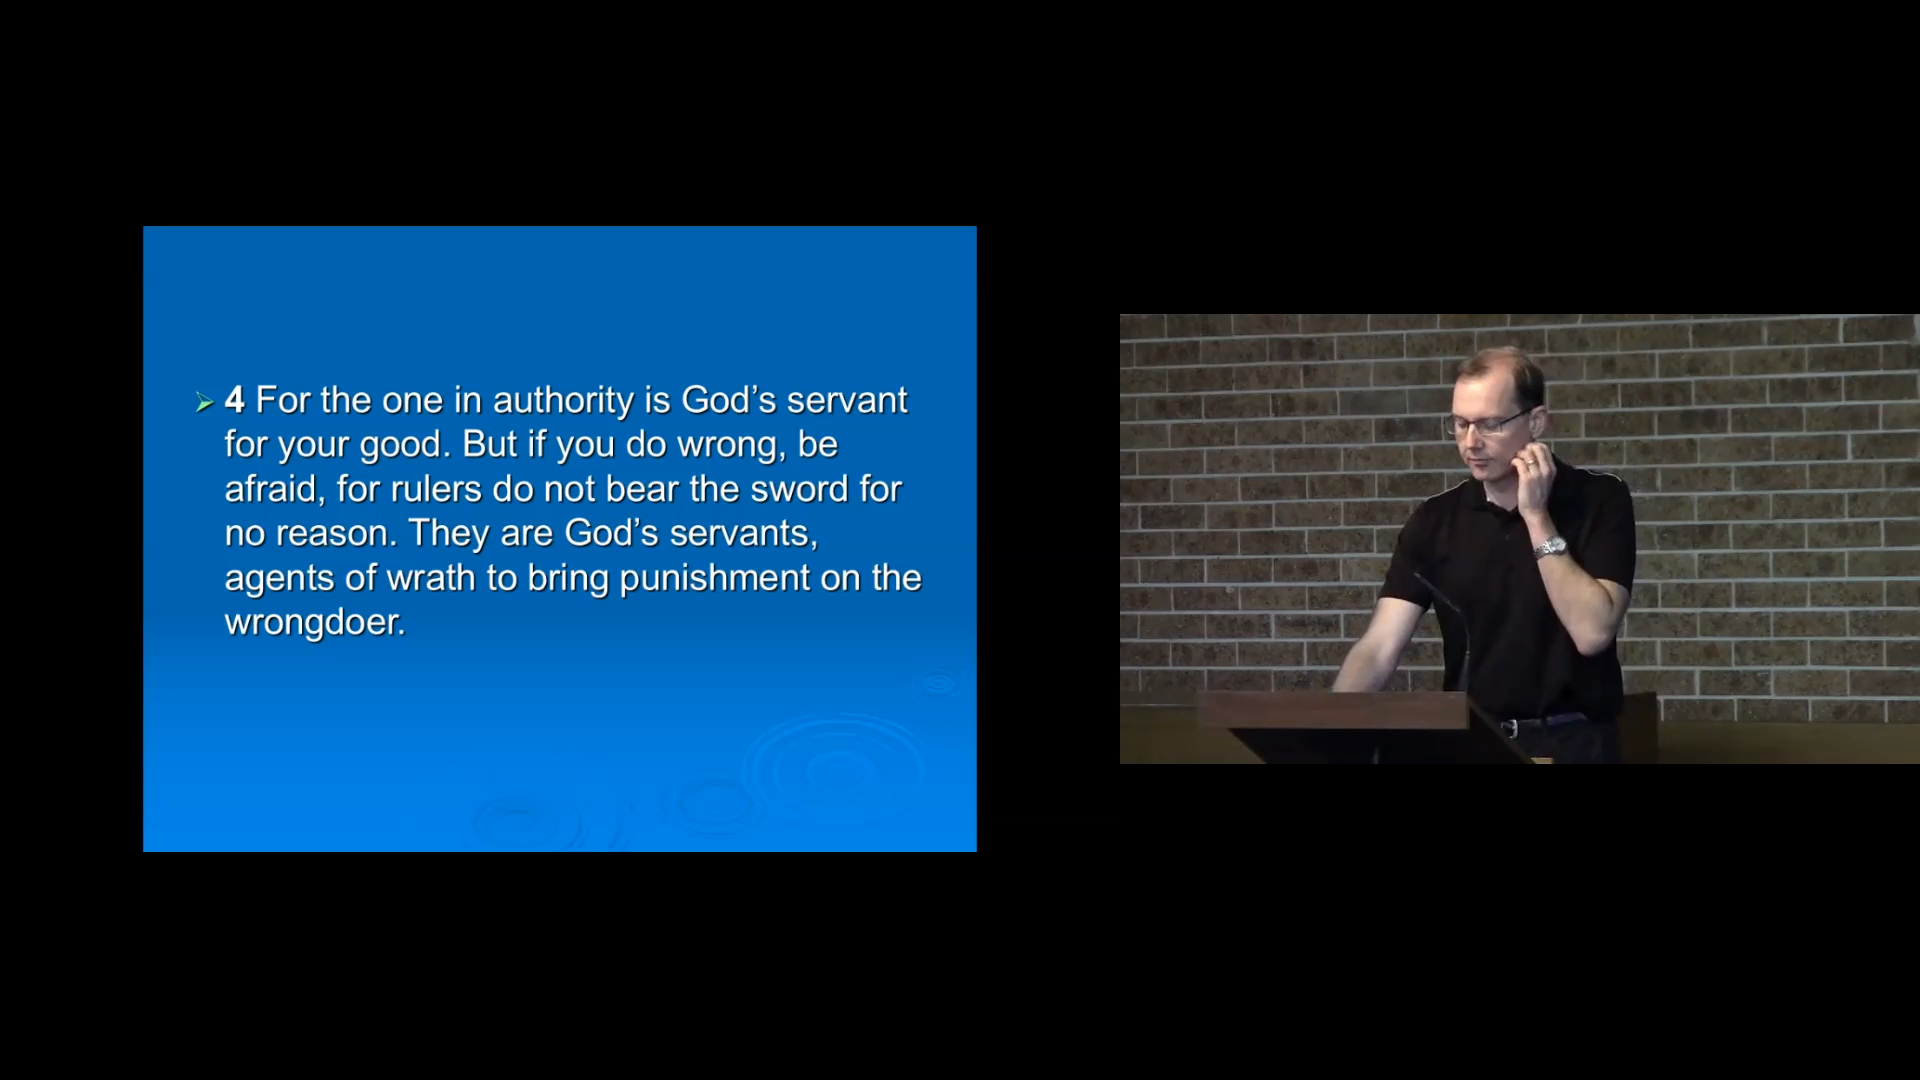 4 For the one in authority is God’s servant
for your good. But if you do wrong, be
afraid, for rulers do not bear the sword for
no reason. They are God’s servants,
agents of wrath to bring punishment on the
wrongdoer.